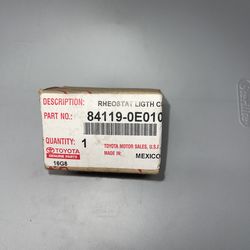 DESCRIPTION: RHEOSTAT LIGTH C
PART NO.: 84119-0E010
QUANTITY: 1
TOYOTA MOTOR SALES, U.S.
TOYOTA
GENUINE PARTS
MADE IN: MEXICO
16G8